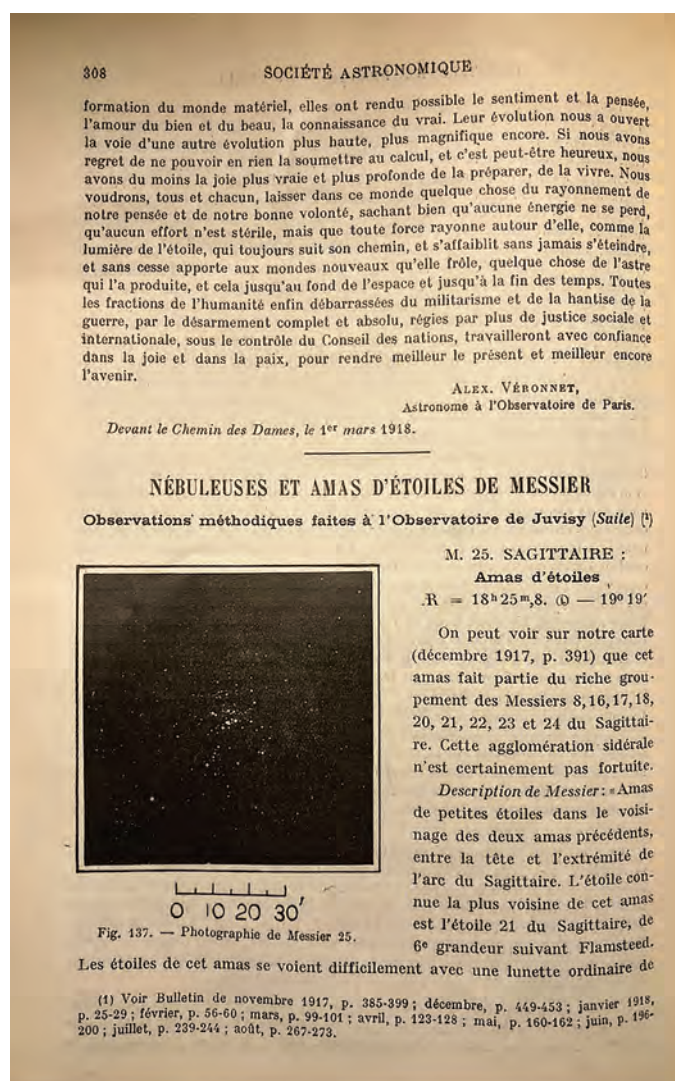 308
SOCIÉTÉ ASTRONOMIQUE
formation du monde matériel, elles ont rendu possible le sentiment et la pensée,
l'amour du bien et du beau, la connaissance du vrai. Leur évolution nous a ouvert
la voie d'une autre évolution plus haute, plus magnifique encore. Si nous avons
regret de ne pouvoir en rien la soumettre au calcul, et c'est peut-être heureux, nous
avons du moins la joie plus vraie et plus profonde de la préparer, de la vivre. Nous
voudrons, tous et chacun, laisser dans ce monde quelque chose du rayonnement de
notre pensée et de notre bonne volonté, sachant bien qu'aucune énergie ne se perd,
qu'aucun effort n'est stérile, mais que toute force rayonne autour d'elle, comme la
lumière de l'étoile, qui toujours suit son chemin, et s'affaiblit sans jamais s'éteindre,
et sans cesse apporte aux mondes nouveaux qu'elle frôle, quelque chose de l'astre
qui l'a produite, et cela jusqu'au fond de l'espace et jusqu'à la fin des temps. Toutes
les fractions de l'humanité enfin débarrassées du militarisme et de la hantise de la
guerre, par le désarmement complet et absolu, régies par plus de justice sociale et
internationale, sous le contrôle du Conseil des nations, travailleront avec confiance
dans la joie et dans la paix, pour rendre meilleur le présent et meilleur encore
l'avenir.
ALEX. VÉRONNET,
Astronome à l'Observatoire de Paris.
Devant le Chemin des Dames, le 1er mars 1918.
NÉBULEUSES ET AMAS D'ÉTOILES DE MESSIER
Observations méthodiques faites à l'Observatoire de Juvisy (Suite) (1)
M. 25. SAGITTAIRE :
Amas d'étoiles
Æ = 18h25m,8. ⒟ — 19°19′
On peut voir sur notre carte
(décembre 1917, p. 391) que cet
amas fait partie du riche grou-
pement des Messiers 8, 16, 17, 18,
20, 21, 22, 23 et 24 du Sagittai-
re. Cette agglomération sidérale
n'est certainement pas fortuite.
Description de Messier : «Amas
de petites étoiles dans le voisi-
nage des deux amas précédents,
entre la tête et l'extrémité de
l'arc du Sagittaire. L'étoile con-
nue la plus voisine de cet amas
est l'étoile 21 du Sagittaire, de
6e grandeur suivant Flamsteed.
0 10 20 30′
Fig. 137. — Photographie de Messier 25.
Les étoiles de cet amas se voient difficilement avec une lunette ordinaire de
(1) Voir Bulletin de novembre 1917, p. 385-399 ; décembre, p. 449-453 ; janvier 1918,
p. 25-29 ; février, p. 56-60 ; mars, p. 99-101 ; avril, p. 123-128 ; mai, p. 160-162 ; juin, p. 196-
200 ; juillet, p. 239-244 ; août, p. 267-273.